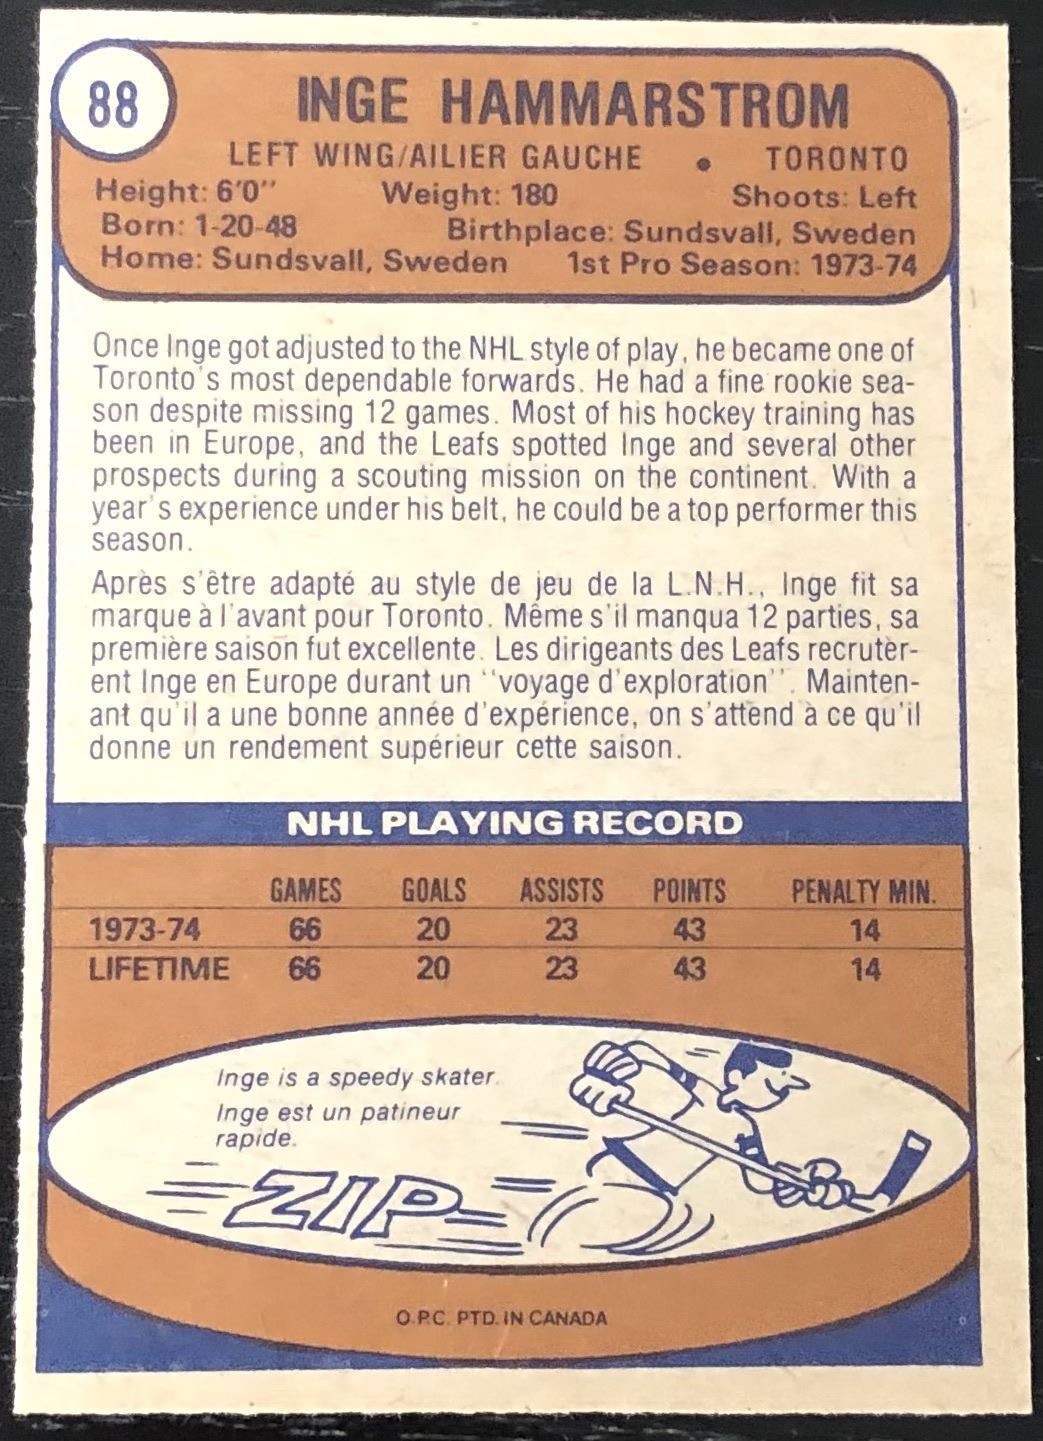 88
INGE HAMMARSTROM
LEFT WING/AILIER GAUCHE • TORONTO
Height: 6'0" Weight: 180 Shoots: Left
Born: 1-20-48 Birthplace: Sundsvall, Sweden
Home: Sundsvall, Sweden 1st Pro Season: 1973-74
Once Inge got adjusted to the NHL style of play, he became one of
Toronto's most dependable forwards. He had a fine rookie sea-
son despite missing 12 games. Most of his hockey training has
been in Europe, and the Leafs spotted Inge and several other
prospects during a scouting mission on the continent. With a
year's experience under his belt, he could be a top performer this
season.
Après s'être adapté au style de jeu de la L.N.H., Inge fit sa
marque à l'avant pour Toronto. Même s'il manqua 12 parties, sa
première saison fut excellente. Les dirigeants des Leafs recrutèr-
ent Inge en Europe durant un "voyage d'exploration". Mainten-
ant qu'il a une bonne année d'expérience, on s'attend à ce qu'il
donne un rendement supérieur cette saison.
NHL PLAYING RECORD
GAMES GOALS ASSISTS POINTS PENALTY MIN.
1973-74 66 20 23 43 14
LIFETIME 66 20 23 43 14
Inge is a speedy skater.
Inge est un patineur
rapide.
ZIP
O.P.C. PTD. IN CANADA